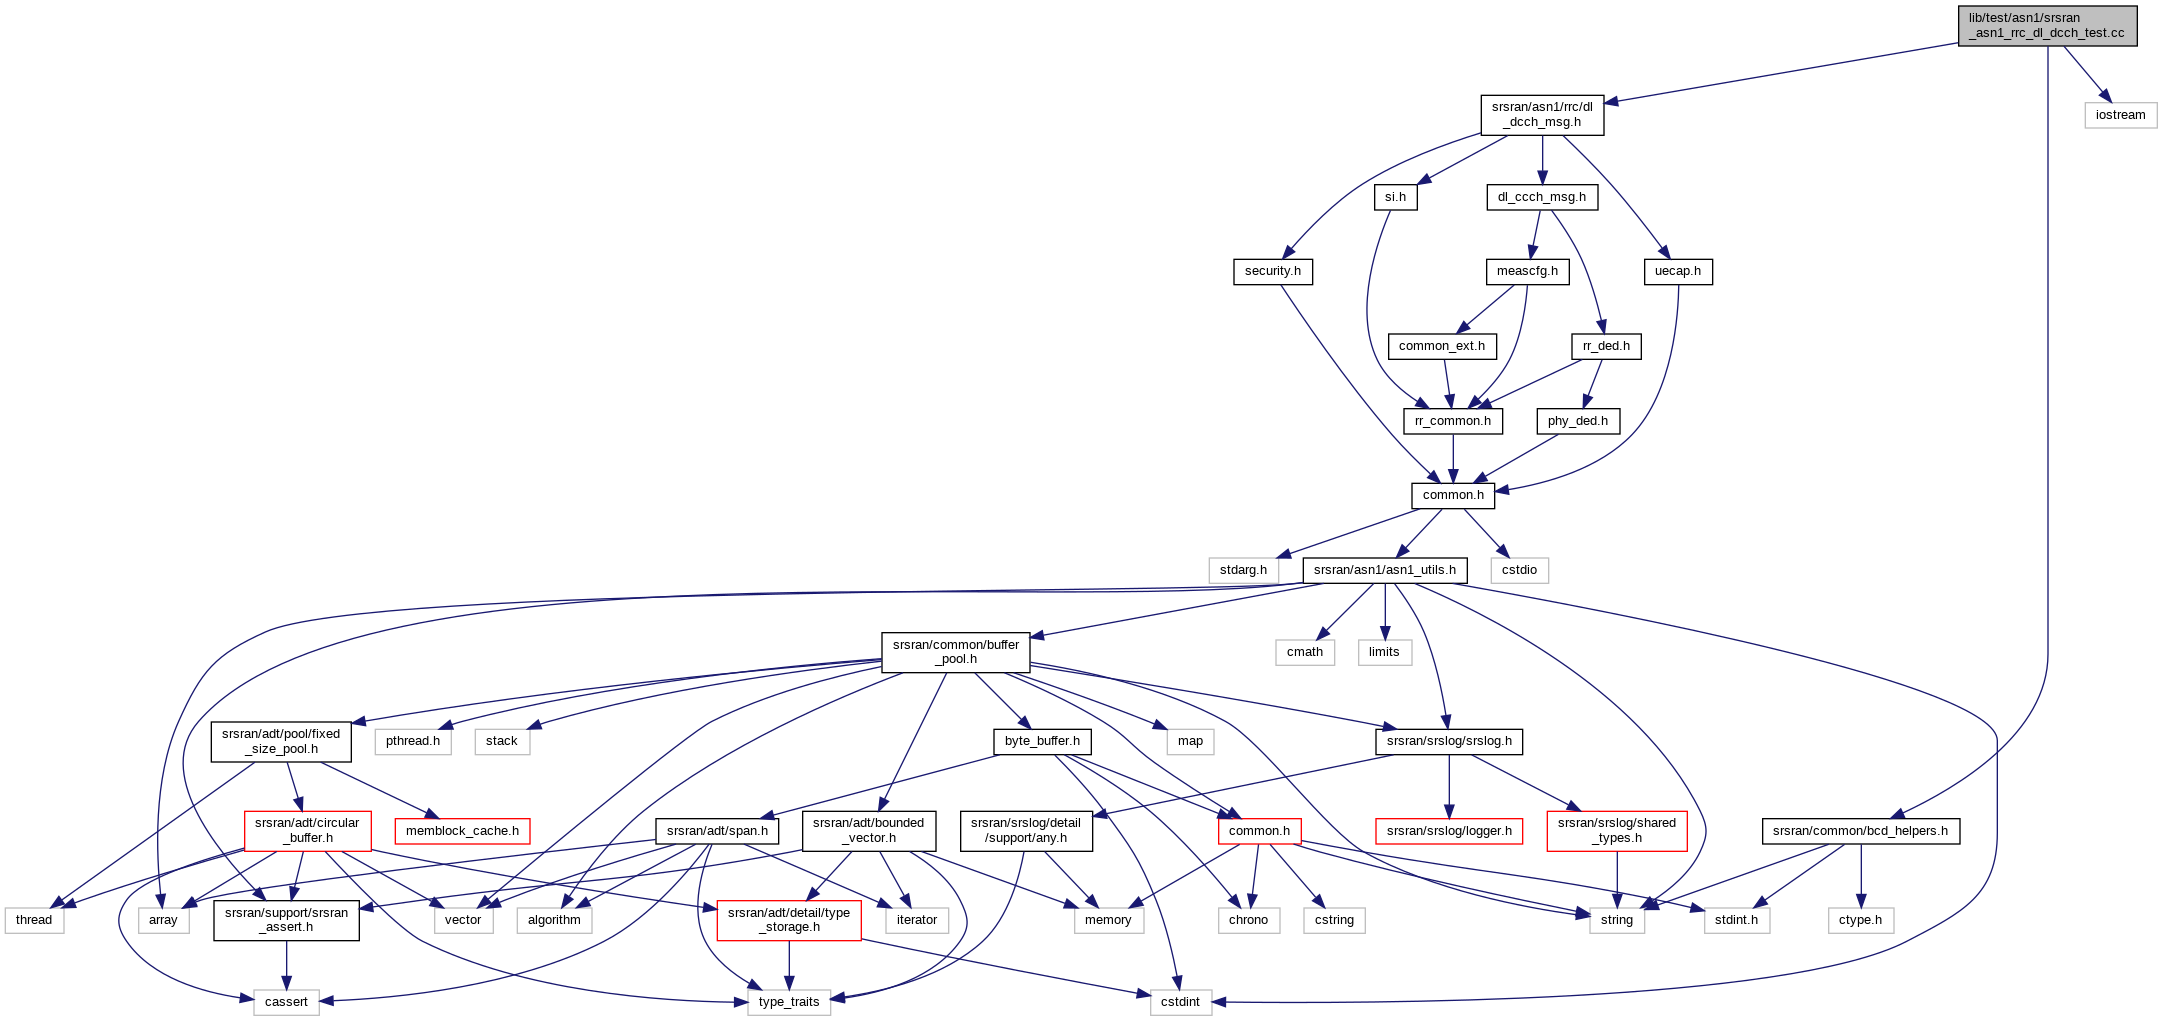 lib/test/asn1/srsran
_asn1_rrc_dl_dcch_test.cc
srsran/asn1/rrc/dl
_dcch_msg.h
iostream
si.h
dl_ccch_msg.h
security.h
meascfg.h
uecap.h
common_ext.h
rr_ded.h
rr_common.h
phy_ded.h
common.h
stdarg.h
srsran/asn1/asn1_utils.h
cstdio
srsran/common/buffer
_pool.h
cmath
limits
srsran/adt/pool/fixed
_size_pool.h
pthread.h
stack
byte_buffer.h
map
srsran/srslog/srslog.h
srsran/adt/circular
_buffer.h
memblock_cache.h
srsran/adt/span.h
srsran/adt/bounded
_vector.h
srsran/srslog/detail
/support/any.h
common.h
srsran/srslog/logger.h
srsran/srslog/shared
_types.h
srsran/common/bcd_helpers.h
thread
array
srsran/support/srsran
_assert.h
vector
algorithm
srsran/adt/detail/type
_storage.h
iterator
memory
chrono
cstring
string
stdint.h
ctype.h
cassert
type_traits
cstdint